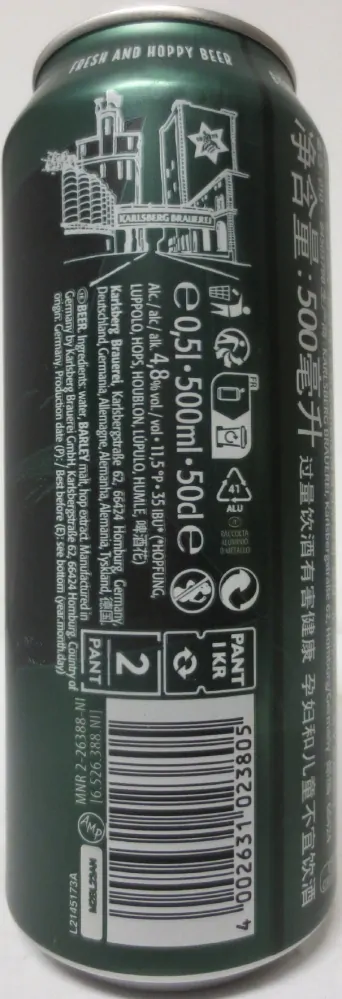 FRESH AND HOPPY BEER
KARLSBERG BRAUEREI
净含量:500毫升
过量饮酒有害健康 孕妇和儿童不宜饮酒
41
ALU
RACCOLTA
ALLUMINIO
e 0,5l · 500ml · 50cl e
Alc./alc/alk. 4,8% vol/vol · 11,5 °P · 35 IBU* (*HOPFUNG,
LUPPOLO, HOPS, HOUBLON, LÚPULO, HUMLE, 啤酒花)
Karlsberg Brauerei, Karlsbergstraße 62, 66424 Homburg, Germany
Deutschland, Germania, Allemagne, Alemanha, Alemania, Tyskland, 德国
BEER. Ingredients: water, BARLEY malt, hop extract. Manufactured in
Germany by Karlsberg Brauerei GmbH, Karlsbergstraße 62, 66424 Homburg. Country of
origin: Germany. Production date (P): / Best before (E): see bottom (year.month.day)
PANT
1KR
2
PANT
16.526.388.NI1
MNR 2-26388-NI
AMP
L2145173A
4 002631 023805